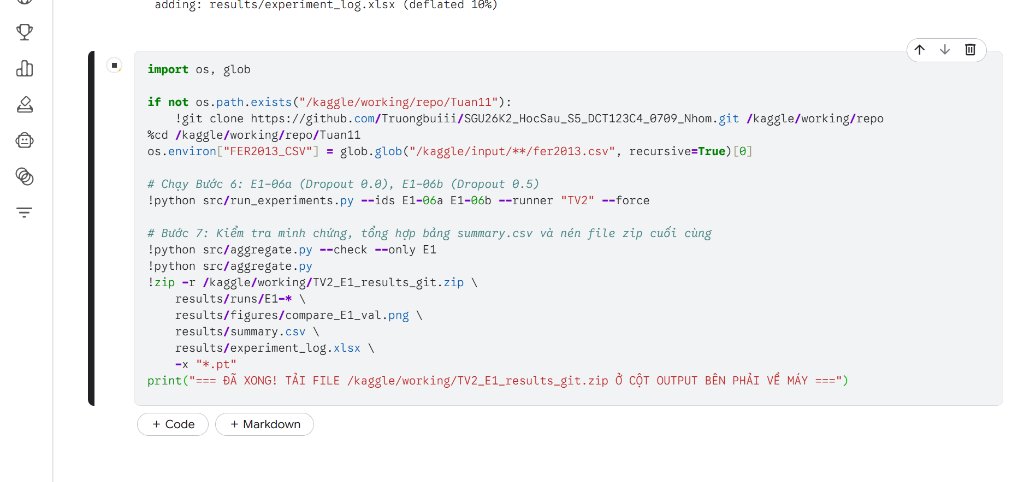 adding: results/experiment_log.xlsx (deflated 10%)
import os, glob
if not os.path.exists("/kaggle/working/repo/Tuan11"):
!git clone https://github.com/Truongbuiii/SGU26K2_HocSau_S5_DCT123C4_0709_Nhom.git /kaggle/working/repo
%cd /kaggle/working/repo/Tuan11
os.environ["FER2013_CSV"] = glob.glob("/kaggle/input/**/fer2013.csv", recursive=True)[0]
# Chạy Bước 6: E1-06a (Dropout 0.0), E1-06b (Dropout 0.5)
!python src/run_experiments.py --ids E1-06a E1-06b --runner "TV2" --force
# Bước 7: Kiểm tra minh chứng, tổng hợp bảng summary.csv và nén file zip cuối cùng
!python src/aggregate.py --check --only E1
!python src/aggregate.py
!zip -r /kaggle/working/TV2_E1_results_git.zip \
results/runs/E1-* \
results/figures/compare_E1_val.png \
results/summary.csv \
results/experiment_log.xlsx \
-x "*.pt"
print("=== ĐÃ XONG! TẢI FILE /kaggle/working/TV2_E1_results_git.zip Ở CỘT OUTPUT BÊN PHẢI VỀ MÁY ===")
+ Code + Markdown